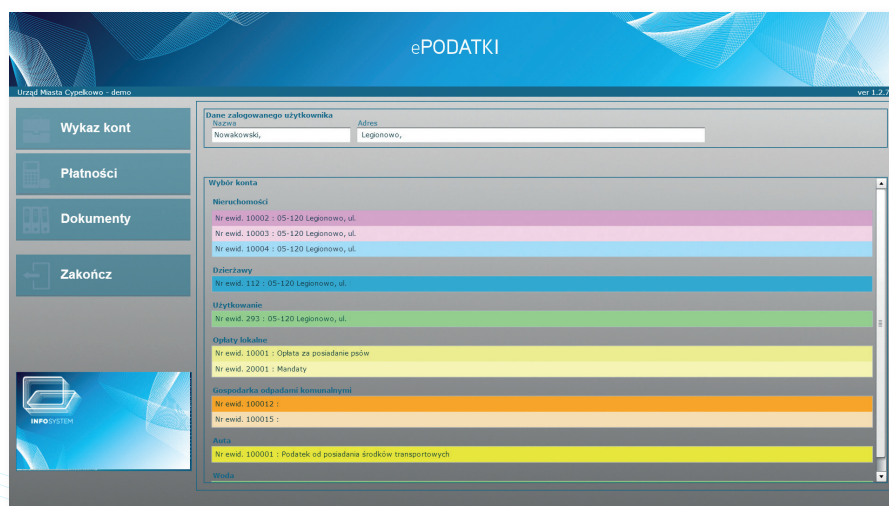 ePODATKI
Urząd Miasta Cypelkowo - demo
ver 1.2.7
Wykaz kont
Płatności
Dokumenty
Zakończ
INFOSYSTEM
Dane zalogowanego użytkownika
Nazwa Adres
Nowakowski, Legionowo,
Wybór konta
Nieruchomości
Nr ewid. 10002 : 05-120 Legionowo, ul.
Nr ewid. 10003 : 05-120 Legionowo, ul.
Nr ewid. 10004 : 05-120 Legionowo, ul.
Dzierżawy
Nr ewid. 112 : 05-120 Legionowo, ul.
Użytkowanie
Nr ewid. 293 : 05-120 Legionowo, ul.
Opłaty lokalne
Nr ewid. 10001 : Opłata za posiadanie psów
Nr ewid. 20001 : Mandaty
Gospodarka odpadami komunalnymi
Nr ewid. 100012 :
Nr ewid. 100015 :
Auta
Nr ewid. 100001 : Podatek od posiadania środków transportowych
Woda